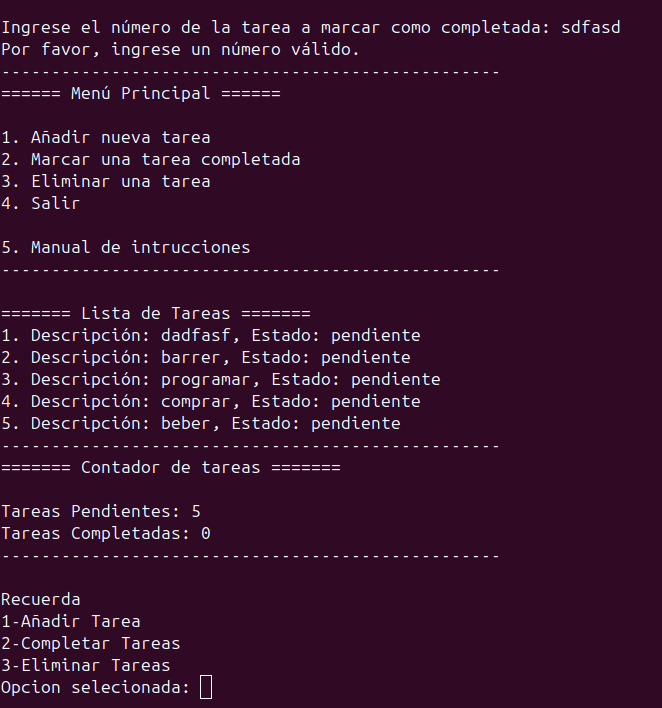 Ingrese el número de la tarea a marcar como completada: sdfasd
Por favor, ingrese un número válido.
--------------------------------------------------
====== Menú Principal ======
1. Añadir nueva tarea
2. Marcar una tarea completada
3. Eliminar una tarea
4. Salir
5. Manual de intrucciones
--------------------------------------------------
======= Lista de Tareas =======
1. Descripción: dadfasf, Estado: pendiente
2. Descripción: barrer, Estado: pendiente
3. Descripción: programar, Estado: pendiente
4. Descripción: comprar, Estado: pendiente
5. Descripción: beber, Estado: pendiente
--------------------------------------------------
======= Contador de tareas =======
Tareas Pendientes: 5
Tareas Completadas: 0
--------------------------------------------------
Recuerda
1-Añadir Tarea
2-Completar Tareas
3-Eliminar Tareas
Opcion selecionada: